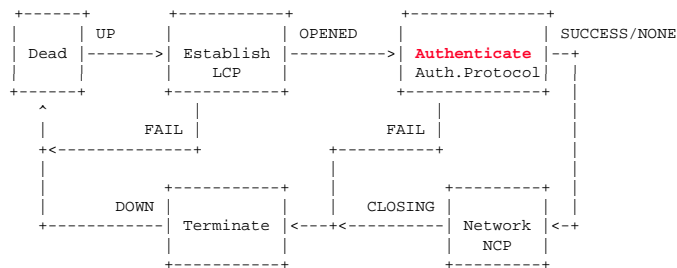 +------+        +-----------+           +--------------+
|      | UP     |           | OPENED    |              | SUCCESS/NONE
| Dead |------->| Establish |---------->| Authenticate |--+
|      |        |    LCP    |           | Auth.Protocol|  |
+------+        +-----------+           +--------------+  |
   ^               |                        |             |
   |          FAIL |                   FAIL |             |
   +<--------------+             +----------+             |
   |                             |                        |
   |            +-----------+    |           +---------+  |
   |       DOWN |           |    |   CLOSING |         |  |
   +------------| Terminate |<---+<----------| Network |<-+
                |           |                |   NCP   |
                +-----------+                +---------+